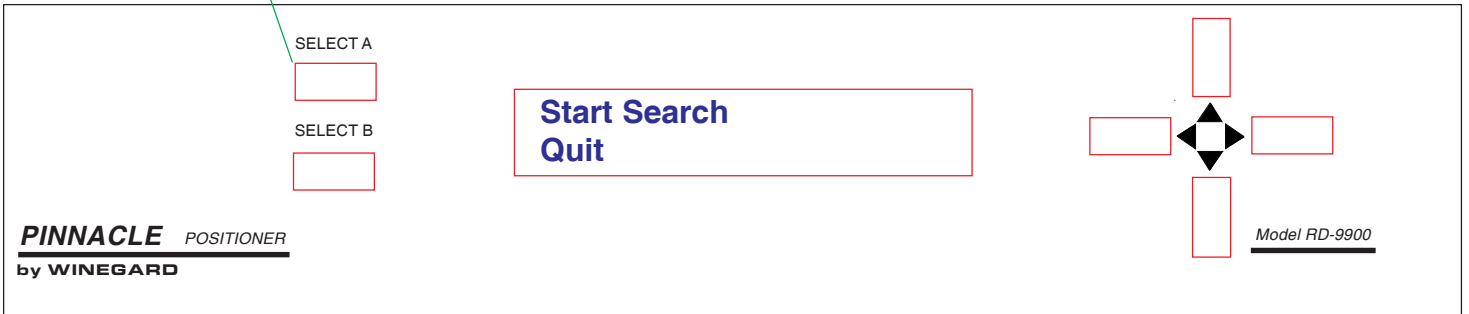 SELECT A
SELECT B
Start Search
Quit
PINNACLE POSITIONER
by WINEGARD
Model RD-9900